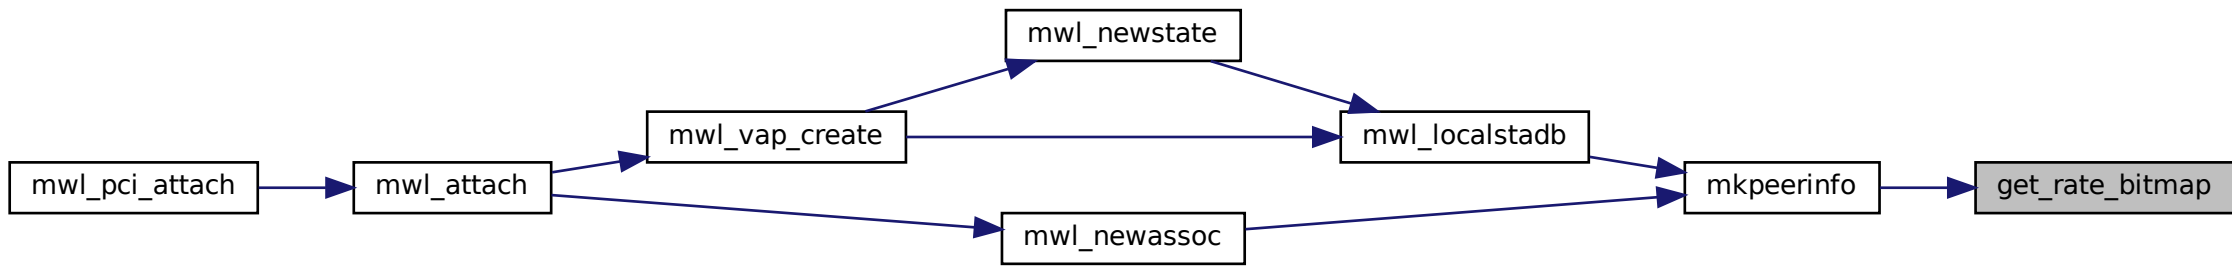 mwl_newstate
mwl_vap_create
mwl_localstadb
mwl_pci_attach
mwl_attach
mkpeerinfo
get_rate_bitmap
mwl_newassoc